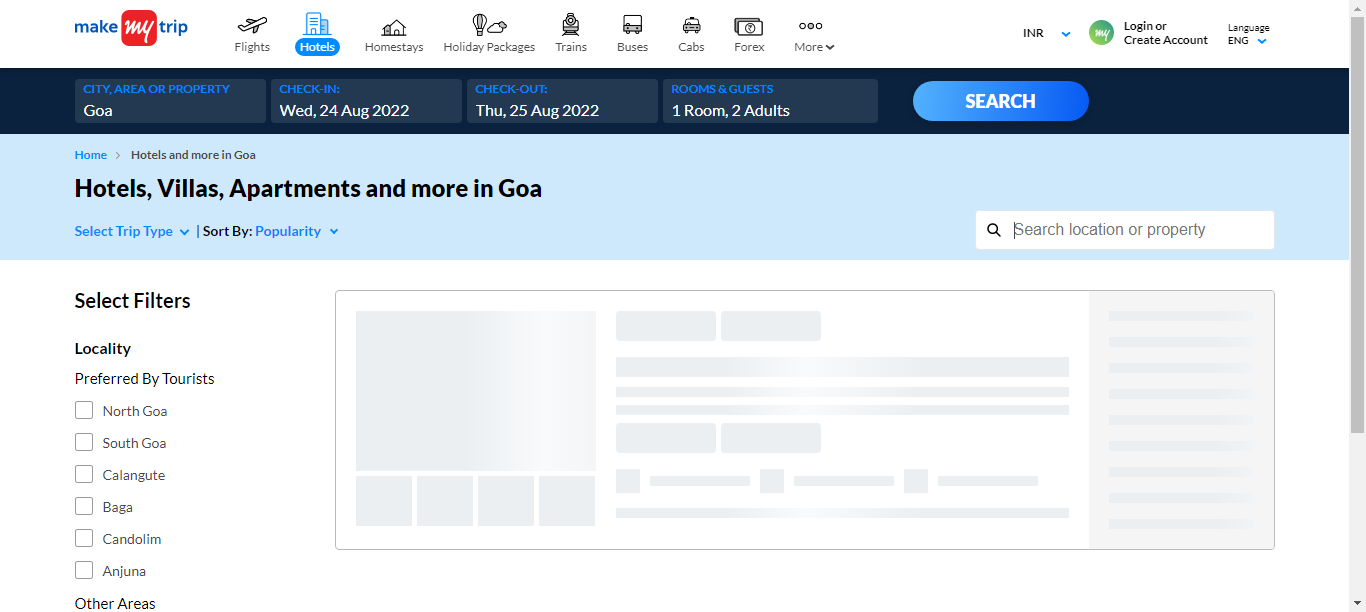 make my trip
Flights
Hotels
Homestays
Holiday Packages
Trains
Buses
Cabs
Forex
More
INR
my
Login or
Create Account
Language
ENG
CITY, AREA OR PROPERTY
Goa
CHECK-IN:
Wed, 24 Aug 2022
CHECK-OUT:
Thu, 25 Aug 2022
ROOMS & GUESTS
1 Room, 2 Adults
SEARCH
Home > Hotels and more in Goa
Hotels, Villas, Apartments and more in Goa
Select Trip Type | Sort By: Popularity
Search location or property
Select Filters
Locality
Preferred By Tourists
North Goa
South Goa
Calangute
Baga
Candolim
Anjuna
Other Areas